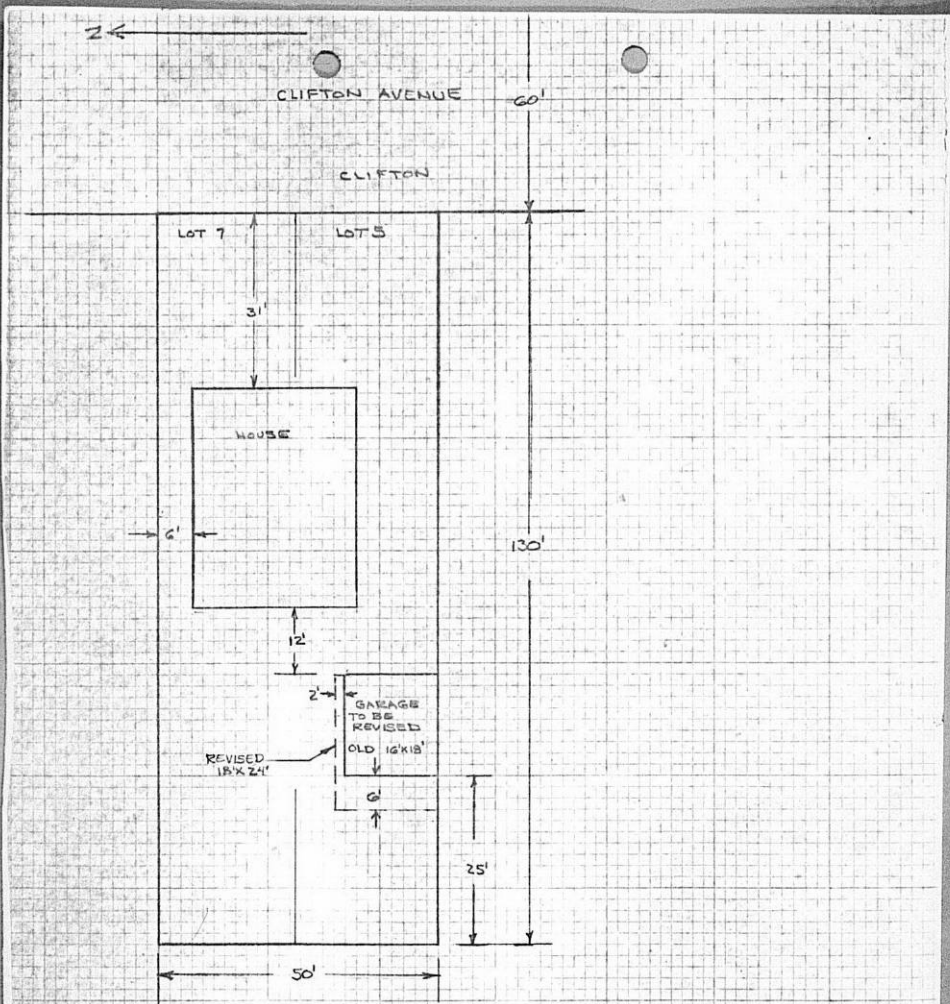 N
CLIFTON AVENUE
60'
CLIFTON
LOT 7
LOT 5
31'
HOUSE
6'
130'
12'
2'
GARAGE
TO BE
REVISED
OLD 16'X18'
REVISED
18'X24'
6'
25'
50'